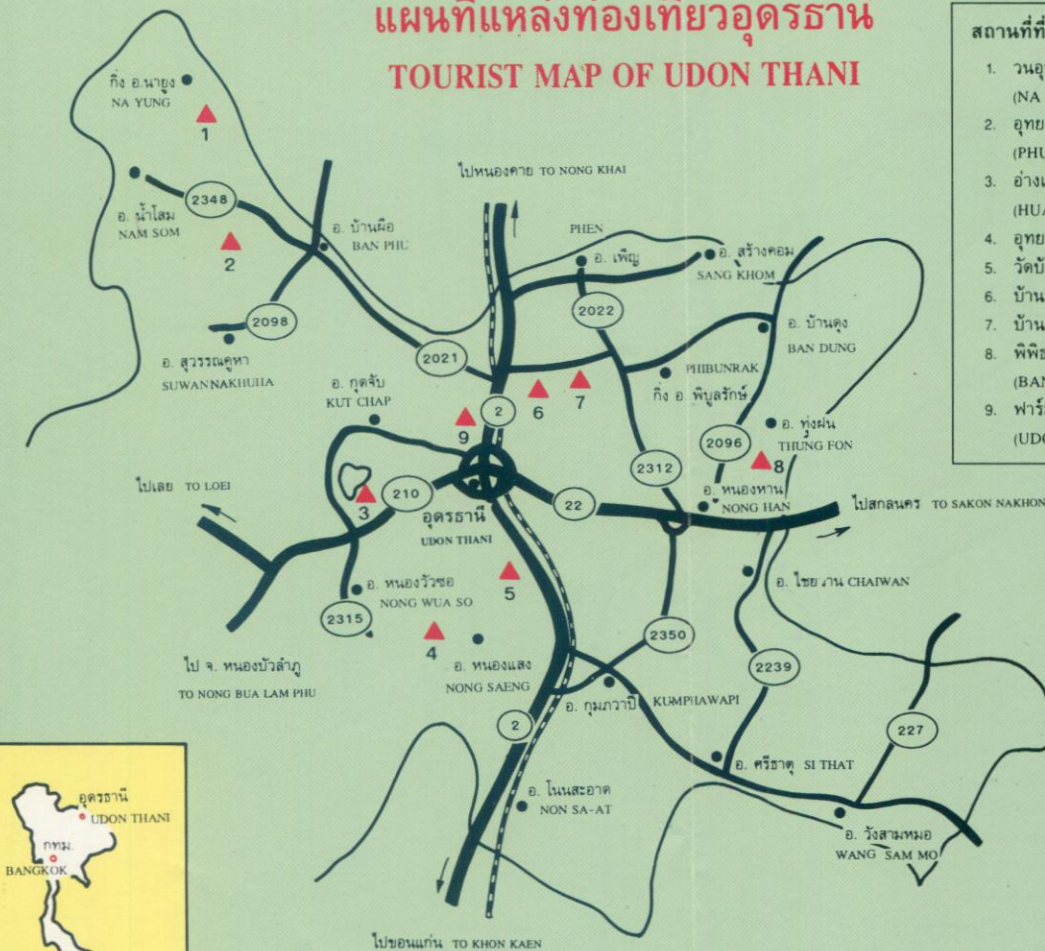 แผนที่แหล่งท่องเที่ยวอุดรธานี
TOURIST MAP OF UDON THANI
สถานที่ที่
1. วนอุ
(NA
2. อุทย
(PHU
3. อ่างเ
(HUA
4. อุทย
5. วัดบ้
6. บ้าน
7. บ้าน
8. พิพิธ
(BAN
9. ฟาร์
(UDO
กิ่ง อ.นายูง
NA YUNG
1
อ. น้ำโสม
NAM SOM
2348
2
อ. บ้านผือ
BAN PHU
2098
อ. สุวรรณคูหา
SUWANNAKHUHA
ไปหนองคาย TO NONG KHAI
PHEN
อ. เพ็ญ
อ. สร้างคอม
SANG KHOM
2022
อ. บ้านดุง
BAN DUNG
2021
PHIBUNRAK
กิ่ง อ. พิบูลรักษ์
อ. กุดจับ
KUT CHAP
2
6
7
9
อ. ทุ่งฝน
THUNG FON
2096
8
2312
อ. หนองหาน
NONG HAN
ไปเลย TO LOEI
3
210
22
ไปสกลนคร TO SAKON NAKHON
อุดรธานี
UDON THANI
อ. ไชยวาน CHAIWAN
5
อ. หนองวัวซอ
NONG WUA SO
2315
4
อ. หนองแสง
NONG SAENG
2350
2239
ไป จ. หนองบัวลำภู
TO NONG BUA LAM PHU
อ. กุมภวาปี KUMPHAWAPI
2
227
อ. ศรีธาตุ SI THAT
อ. โนนสะอาด
NON SA-AT
อ. วังสามหมอ
WANG SAM MO
ไปขอนแก่น TO KHON KAEN
อุดรธานี
UDON THANI
กทม.
BANGKOK